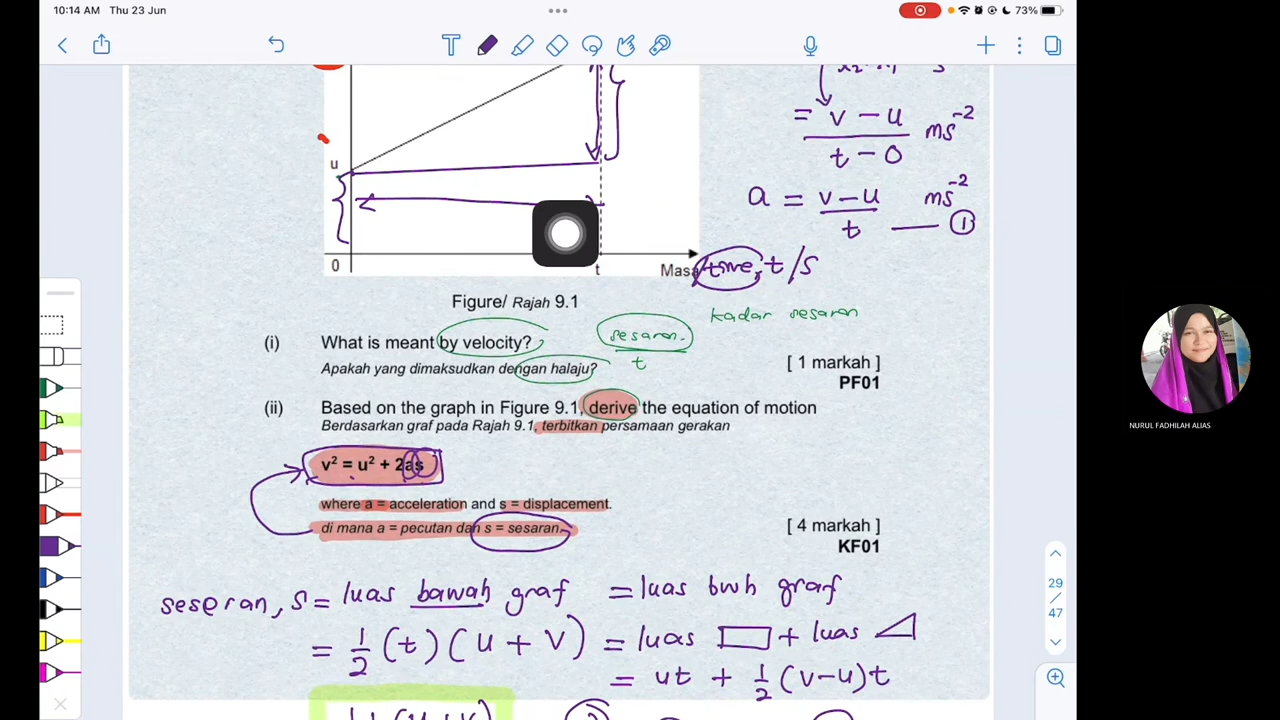 10:14 AM Thu 23 Jun
73%
T
= v - u ms⁻²
t - 0
u
a = v-u ms⁻²
t ①
0
t
Masa
time, t/s
Figure/ Rajah 9.1
kadar sesaran
(i) What is meant by velocity?
sesaran
t
Apakah yang dimaksudkan dengan halaju?
[ 1 markah ]
PF01
(ii) Based on the graph in Figure 9.1, derive the equation of motion
Berdasarkan graf pada Rajah 9.1, terbitkan persamaan gerakan
v² = u² + 2as
where a = acceleration and s = displacement.
di mana a = pecutan dan s = sesaran.
[ 4 markah ]
KF01
NURUL FADHILAH ALIAS
29
/
47
seseran, s = luas bawah graf = luas bwh graf
= 1/2 (t) (u + v) = luas ▭ + luas ◿
= ut + 1/2 (v-u)t